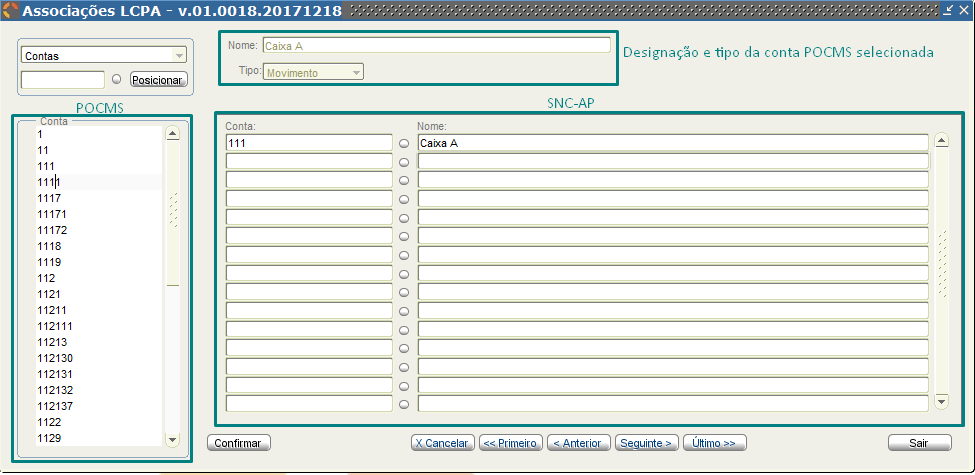 Associações LCPA - v.01.0018.20171218
Contas
Posicionar
Nome: Caixa A
Tipo: Movimento
Designação e tipo da conta POCMS selecionada
POCMS
Conta
1
11
111
1111
1117
11171
11172
1118
1119
112
1121
11211
112111
11213
112130
112131
112132
112137
1122
1129
SNC-AP
Conta: Nome:
111 Caixa A
Confirmar X Cancelar << Primeiro < Anterior Seguinte > Último >> Sair